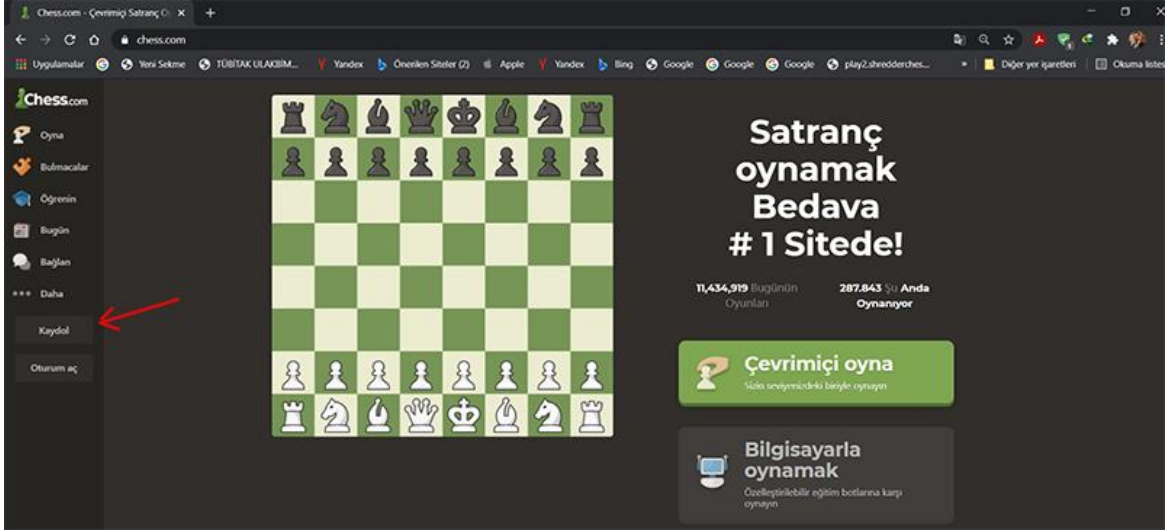 Chess.com - Çevrimiçi Satranç O
chess.com
Uygulamalar
Yeni Sekme
TÜBİTAK ULAKBİM...
Yandex
Önerilen Siteler (2)
Apple
Yandex
Bing
Google
Google
Google
play2.shredderches...
»
Diğer yer işaretleri
Okuma listesi
Chess.com
Oyna
Bulmacalar
Öğrenin
Bugün
Bağlan
Daha
Kaydol
Oturum aç
Satranç
oynamak
Bedava
# 1 Sitede!
11,434,919 Bugünün
Oyunları
287.843 Şu Anda
Oynanıyor
Çevrimiçi oyna
Sizin seviyenizdeki biriyle oynayın
Bilgisayarla
oynamak
Özelleştirilebilir eğitim botlarına karşı
oynayın